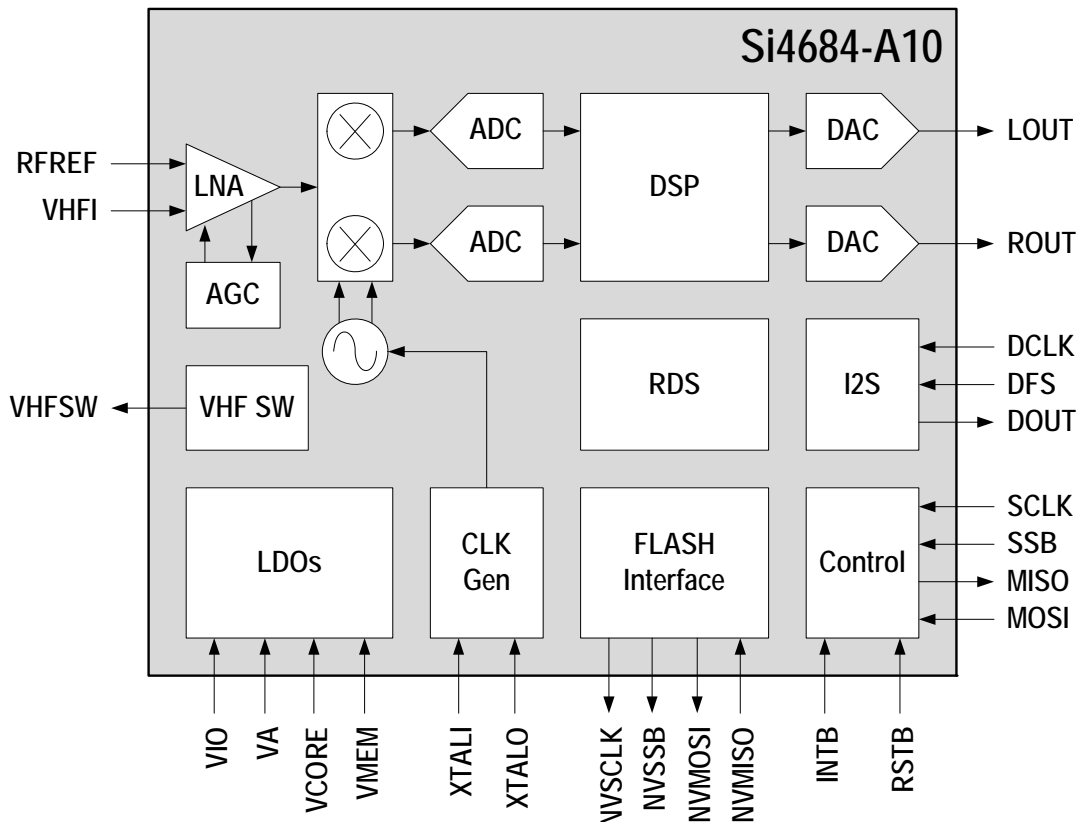 Si4684-A10
RFREF
VHFI
LNA
AGC
ADC
ADC
DSP
DAC
DAC
LOUT
ROUT
VHFSW
VHF SW
RDS
I2S
DCLK
DFS
DOUT
LDOs
CLK
Gen
FLASH
Interface
Control
SCLK
SSB
MISO
MOSI
VIO
VA
VCORE
VMEM
XTALI
XTALO
NVSCLK
NVSSB
NVMOSI
NVMISO
INTB
RSTB